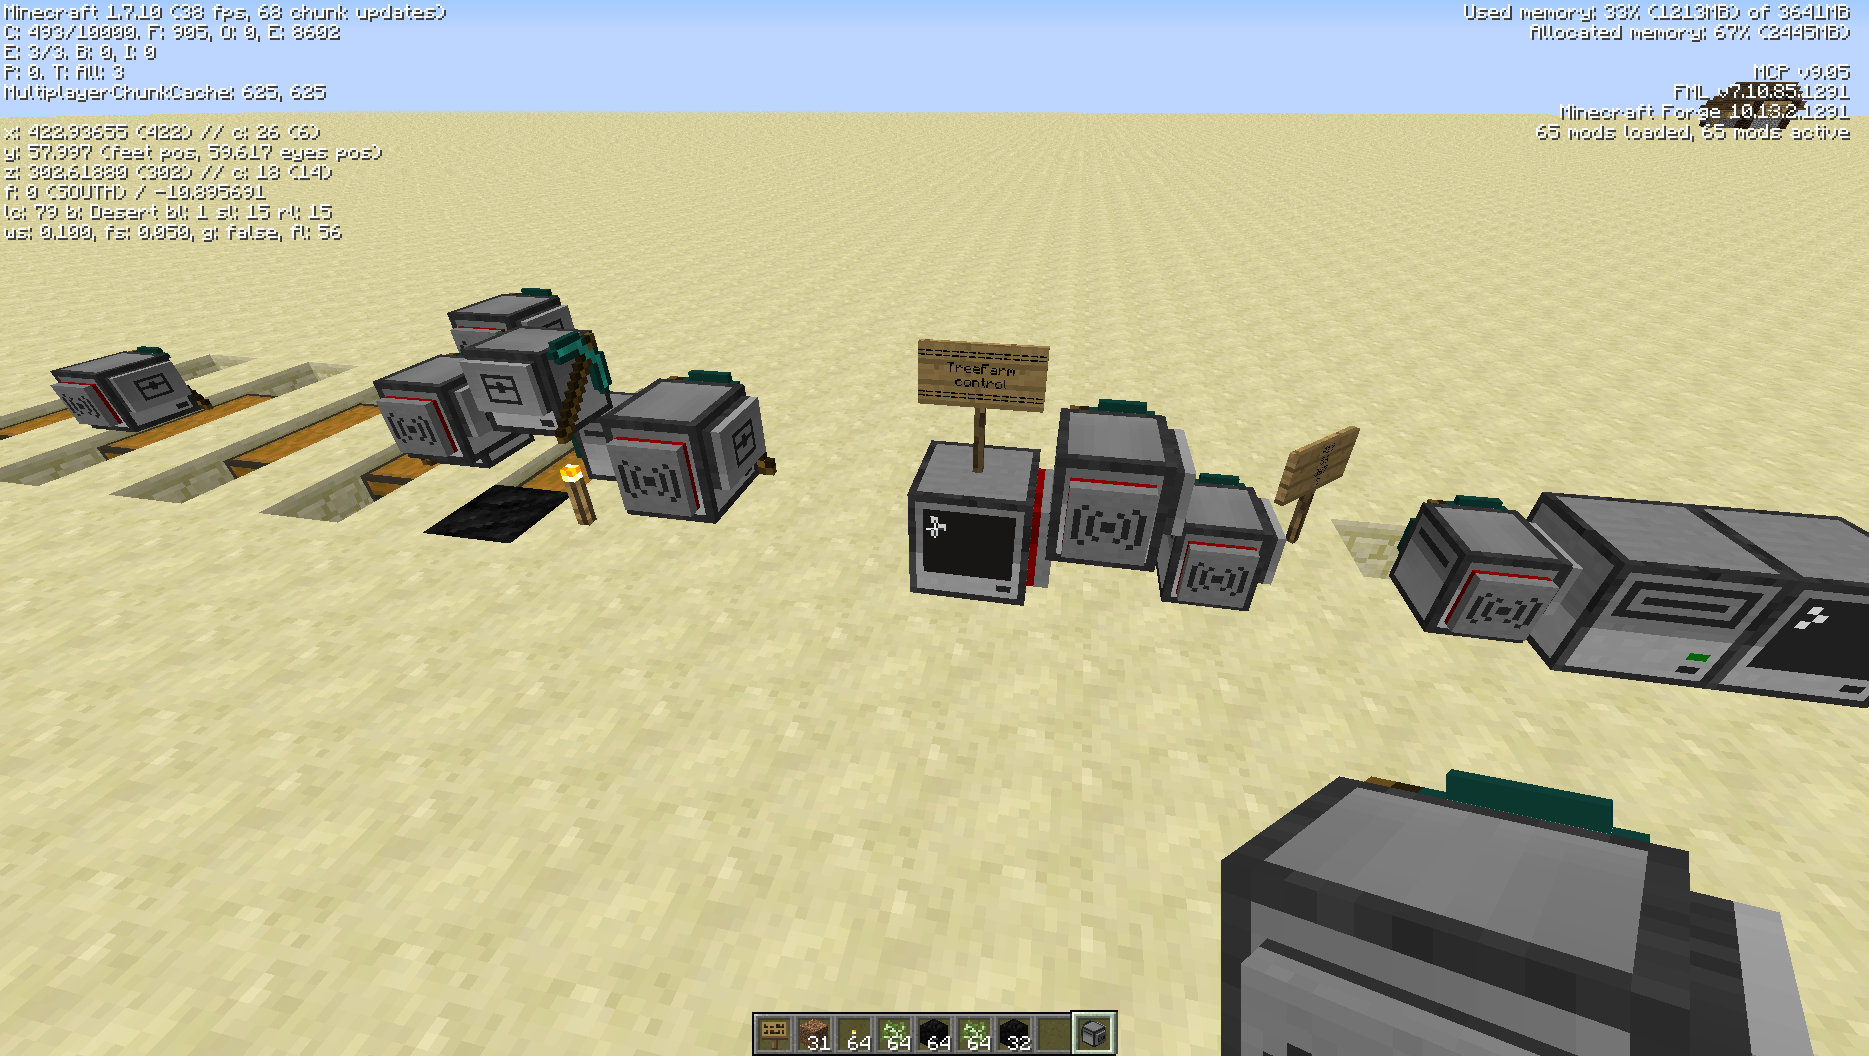 Minecraft 1.7.10 (38 fps, 68 chunk updates)
C: 493/10000. F: 905, O: 0, E: 8602
E: 3/3. B: 0, I: 0
P: 0. T: All: 3
MultiplayerChunkCache: 625, 625
x: 422.93655 (422) // c: 26 (6)
y: 57.997 (feet pos, 59.617 eyes pos)
z: 302.61880 (302) // c: 18 (14)
f: 0 (SOUTH) / -10.895691
lc: 79 b: Desert bl: 1 sl: 15 rl: 15
ws: 0.100, fs: 0.050, g: false, fl: 56
Used memory: 33% (1213MB) of 3641MB
Allocated memory: 67% (2445MB)
MCP v9.05
FML v7.10.85.1291
Minecraft Forge 10.13.2.1291
65 mods loaded, 65 mods active
TreeFarm
control
31
64
64
64
64
32